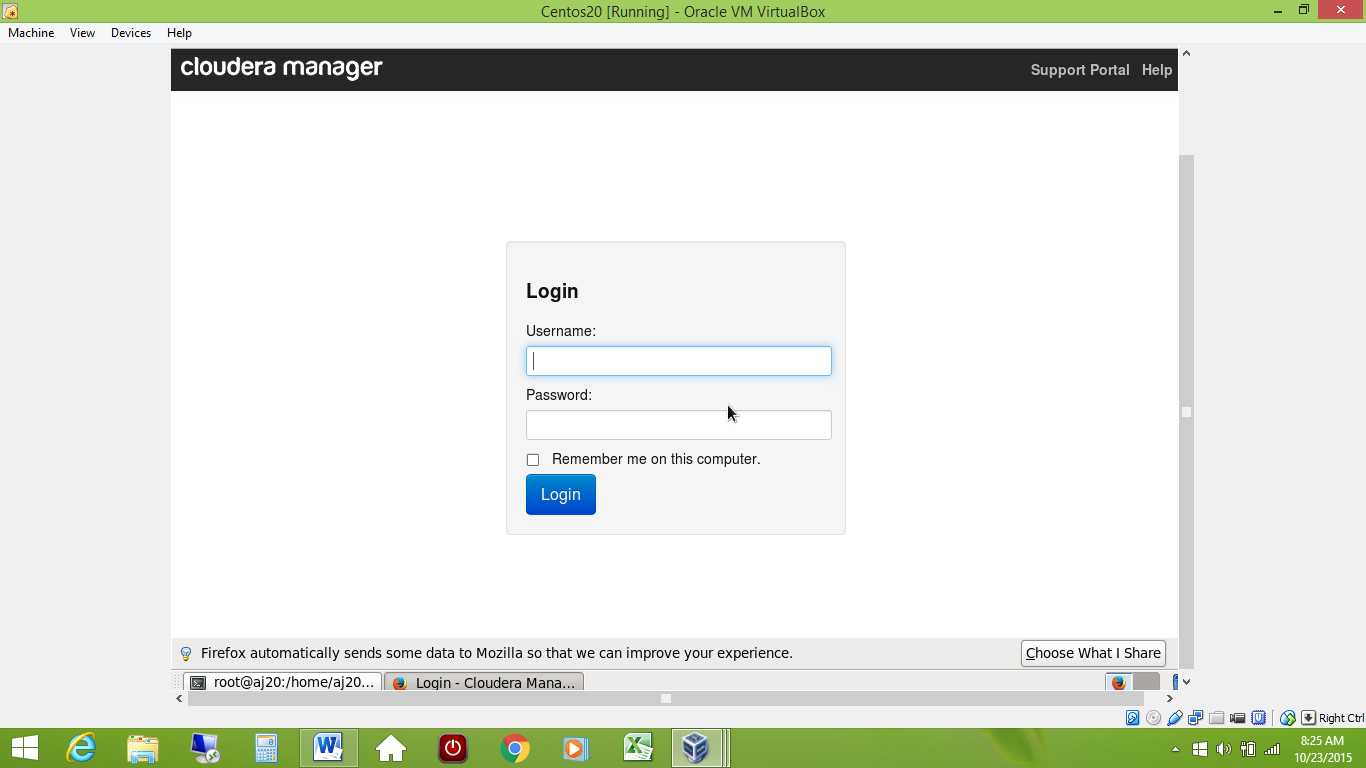 Centos20 [Running] - Oracle VM VirtualBox
Machine View Devices Help
cloudera manager
Support Portal Help
Login
Username:
Password:
Remember me on this computer.
Login
Firefox automatically sends some data to Mozilla so that we can improve your experience.
Choose What I Share
root@aj20:/home/aj20...
Login - Cloudera Mana...
Right Ctrl
8:25 AM
10/23/2015